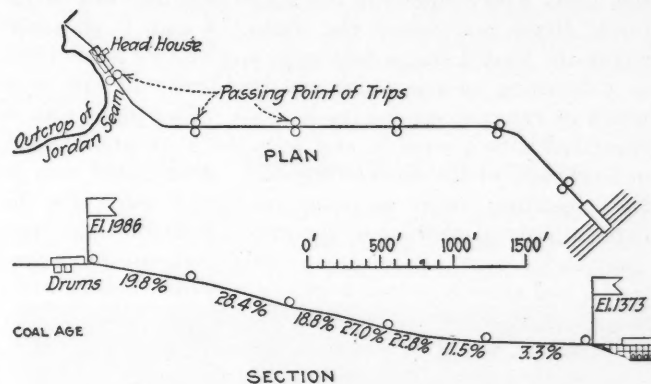 Head House
Passing Point of Trips
Outcrop of
Jordan Seam
PLAN
0' 500' 1000' 1500'
El.1986
El.1373
Drums
19.8%
28.4%
18.8%
27.0%
22.8%
11.5%
3.3%
COAL AGE
SECTION